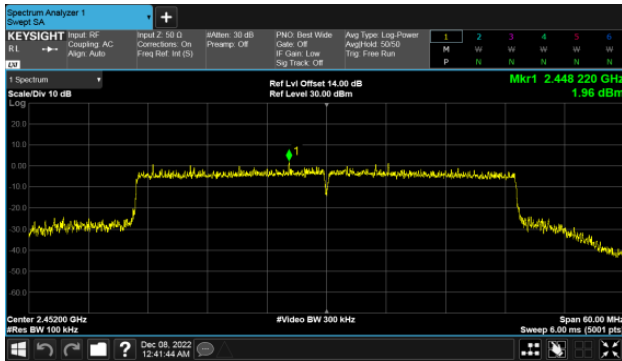 Spectrum Analyzer 1
Swept SA
KEYSIGHT
RL
LXI
Input: RF
Coupling: AC
Align: Auto
Input Z: 50 Ω
Corrections: On
Freq Ref: Int (S)
#Atten: 30 dB
Preamp: Off
PNO: Best Wide
Gate: Off
IF Gain: Low
Sig Track: Off
Avg Type: Log-Power
Avg|Hold: 50/50
Trig: Free Run
1 2 3 4 5 6
M W W W W W
P N N N N N
1 Spectrum
Scale/Div 10 dB
Log
Ref Lvl Offset 14.00 dB
Ref Level 30.00 dBm
Mkr1 2.448 220 GHz
1.96 dBm
20.0
10.0
0.00
-10.0
-20.0
-30.0
-40.0
-50.0
-60.0
1
Center 2.45200 GHz
#Res BW 100 kHz
#Video BW 300 kHz
Span 60.00 MHz
Sweep 6.00 ms (5001 pts)
?
Dec 08, 2022
12:41:44 AM